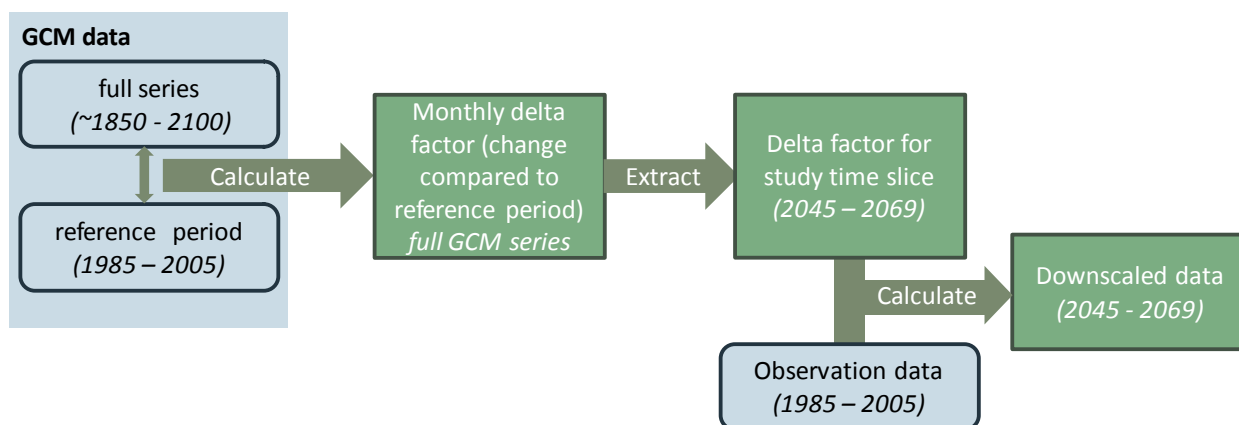 GCM data
full series
(~1850 - 2100)
reference period
(1985 – 2005)
Calculate
Monthly delta
factor (change
compared to
reference period)
full GCM series
Extract
Delta factor for
study time slice
(2045 – 2069)
Observation data
(1985 – 2005)
Calculate
Downscaled data
(2045 - 2069)